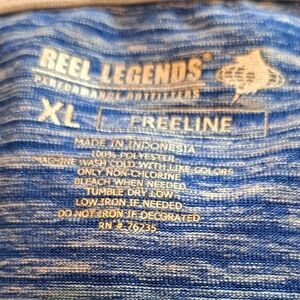 REEL LEGENDS®
PERFORMANCE OUTFITTERS
XL FREELINE
MADE IN INDONESIA
100% POLYESTER
MACHINE WASH COLD WITH LIKE COLORS
ONLY NON-CHLORINE
BLEACH WHEN NEEDED
TUMBLE DRY LOW
LOW IRON IF NEEDED
DO NOT IRON IF DECORATED
RN # 76235